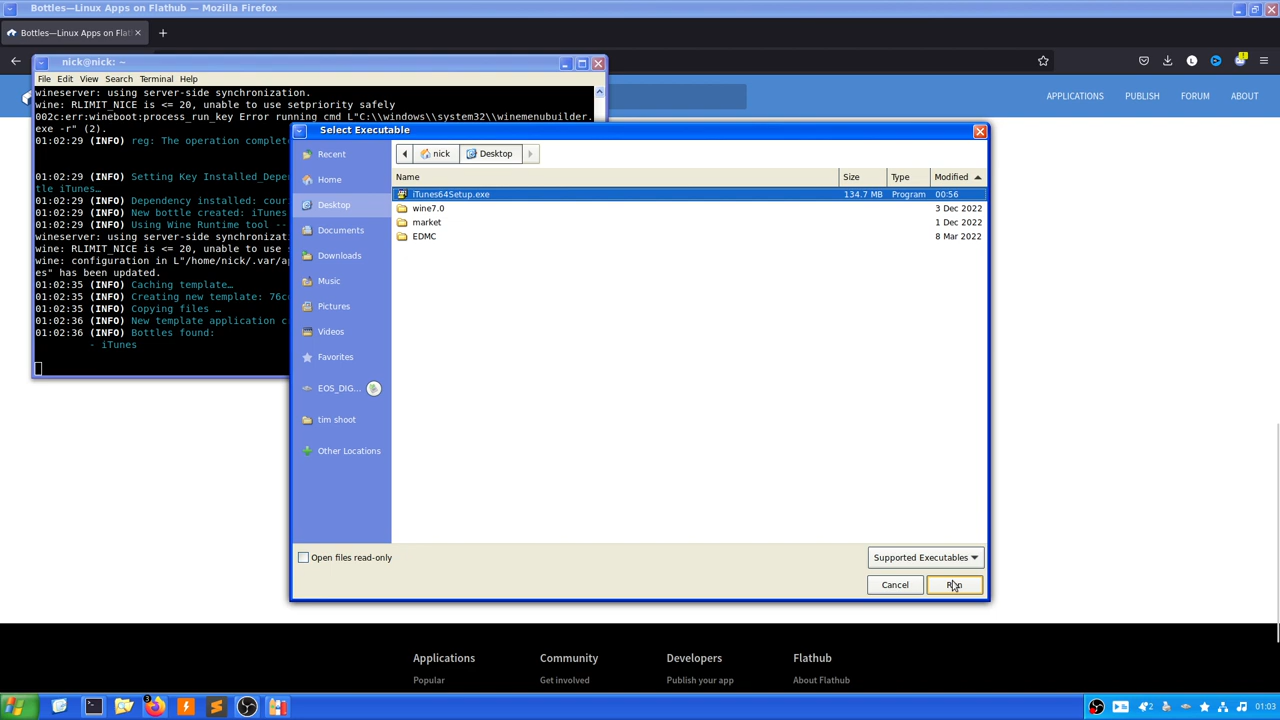 Bottles—Linux Apps on Flathub — Mozilla Firefox
Bottles—Linux Apps on Flat
APPLICATIONS PUBLISH FORUM ABOUT
nick@nick: ~
File Edit View Search Terminal Help
wineserver: using server-side synchronization.
wine: RLIMIT_NICE is <= 20, unable to use setpriority safely
002c:err:wineboot:process_run_key Error running cmd L"C:\\windows\\system32\\winemenubuilder.
exe -r" (2).
01:02:29 (INFO) reg: The operation complet
01:02:29 (INFO) Setting Key Installed_Depe
tle iTunes…
01:02:29 (INFO) Dependency installed: cour
01:02:29 (INFO) New bottle created: iTunes
01:02:29 (INFO) Using Wine Runtime tool --
wineserver: using server-side synchronizat
wine: RLIMIT_NICE is <= 20, unable to use
wine: configuration in L"/home/nick/.var/ap
es" has been updated.
01:02:35 (INFO) Caching template…
01:02:35 (INFO) Creating new template: 76c
01:02:35 (INFO) Copying files …
01:02:36 (INFO) New template application c
01:02:36 (INFO) Bottles found:
- iTunes
Select Executable
Recent
Home
Desktop
Documents
Downloads
Music
Pictures
Videos
Favorites
EOS_DIG...
tim shoot
Other Locations
nick Desktop
Name Size Type Modified
iTunes64Setup.exe 134.7 MB Program 00:56
wine7.0 3 Dec 2022
market 1 Dec 2022
EDMC 8 Mar 2022
Open files read-only
Supported Executables
Cancel
Applications Community Developers Flathub
Popular Get involved Publish your app About Flathub
3
2
01:03